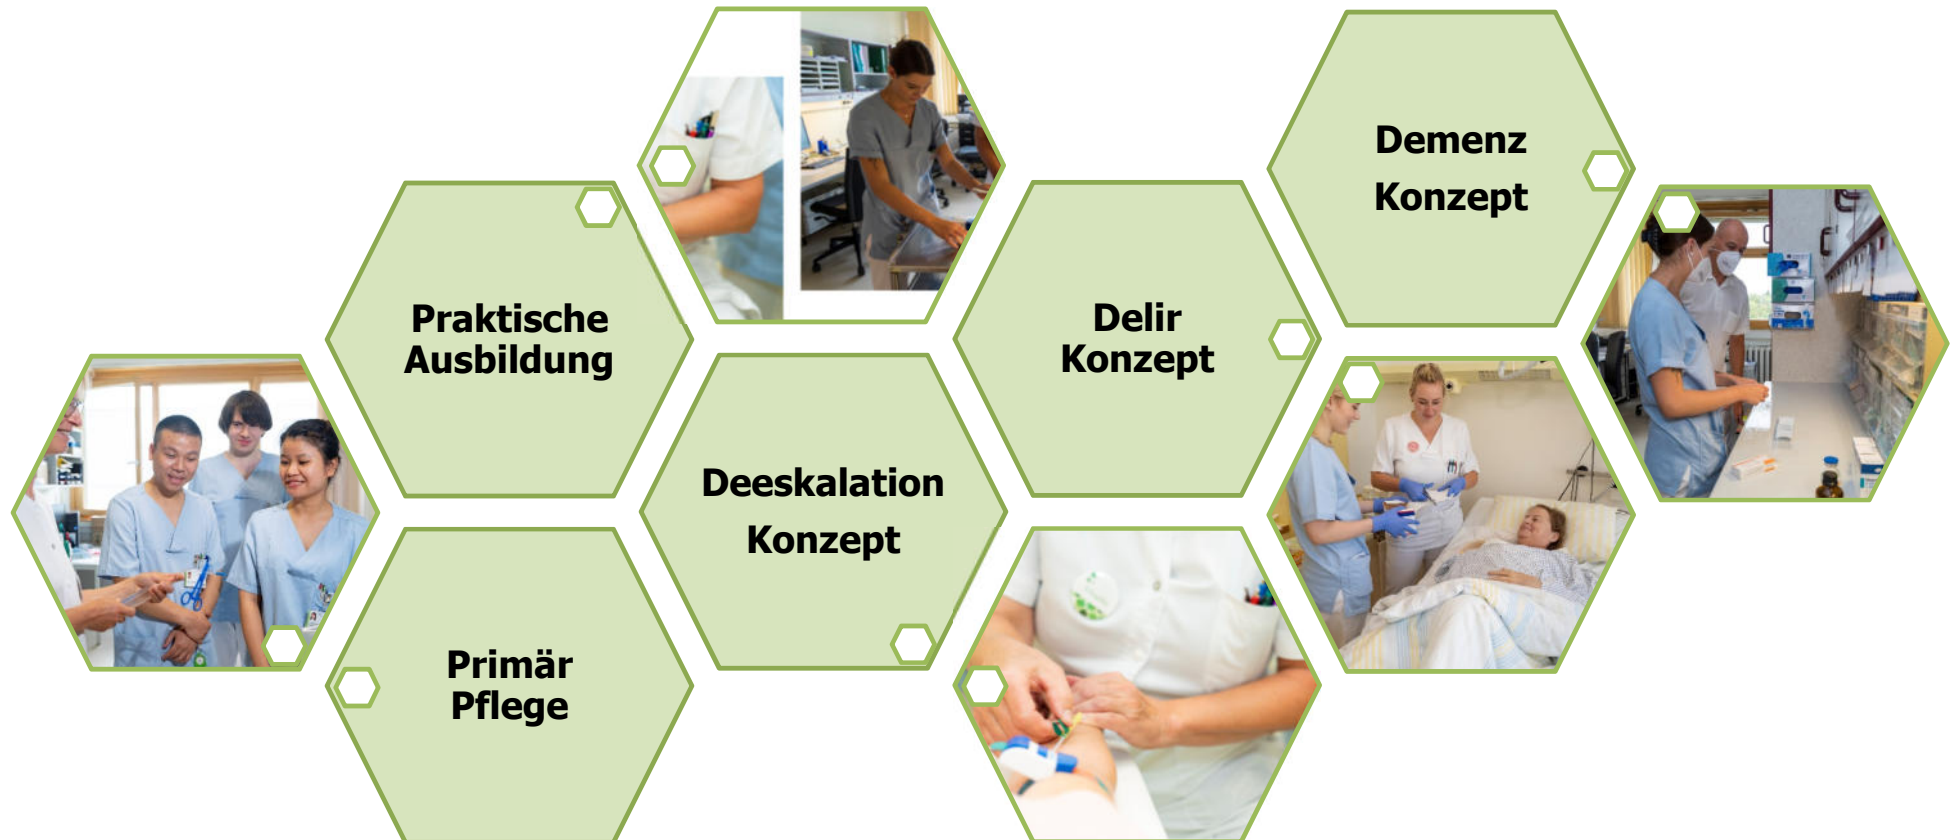 Praktische
Ausbildung
Primär
Pflege
Deeskalation
Konzept
Delir
Konzept
Demenz
Konzept